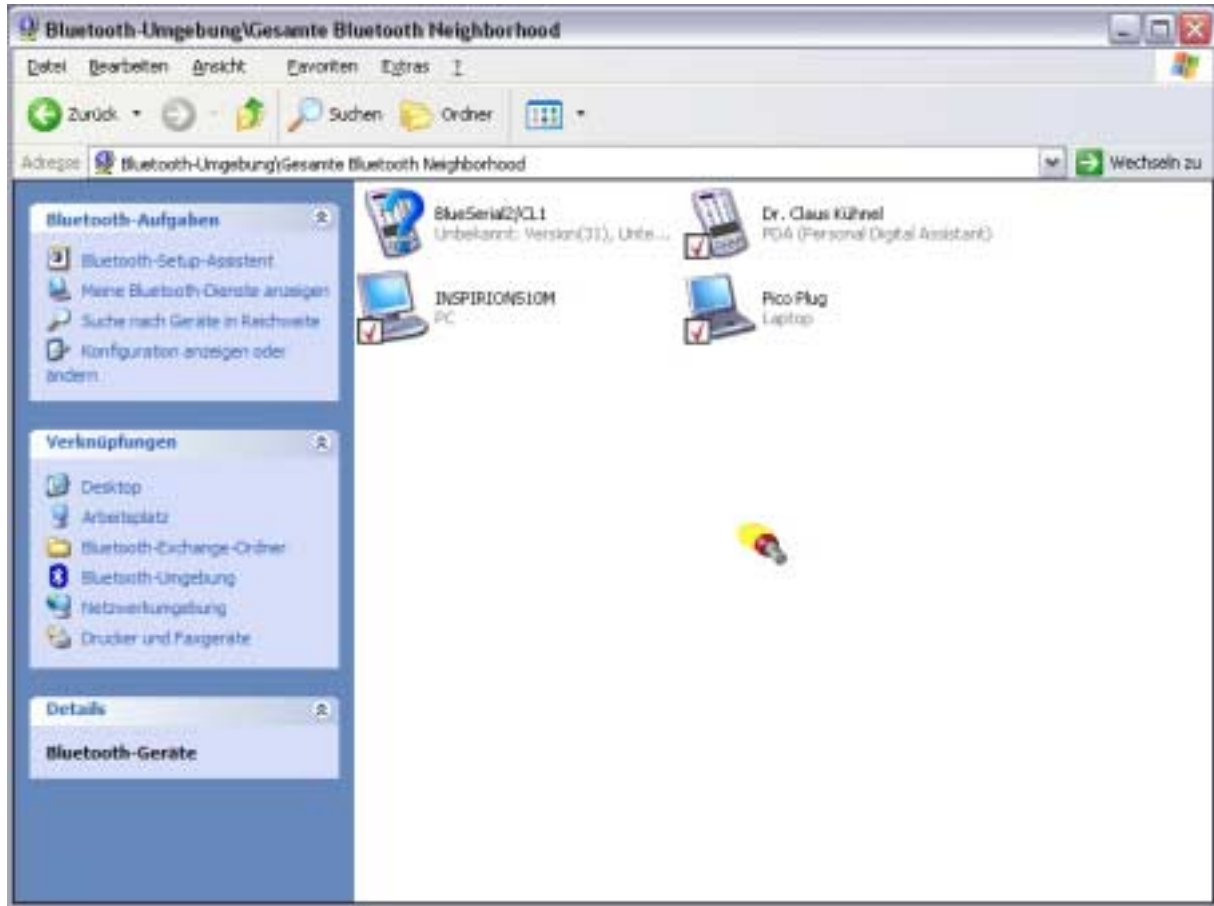 Bluetooth-Umgebung\Gesamte Bluetooth Neighborhood
Datei Bearbeiten Ansicht Favoriten Extras ?
Zurück Suchen Ordner
Adresse Bluetooth-Umgebung\Gesamte Bluetooth Neighborhood Wechseln zu
Bluetooth-Aufgaben
Bluetooth-Setup-Assistent
Meine Bluetooth-Dienste anzeigen
Suche nach Geräte in Reichweite
Konfiguration anzeigen oder
ändern
Verknüpfungen
Desktop
Arbeitsplatz
Bluetooth-Exchange-Ordner
Bluetooth-Umgebung
Netzwerkumgebung
Drucker und Faxgeräte
Details
Bluetooth-Geräte
BlueSerial2/CL1
Unbekannt: Version(31), Unte...
Dr. Claus Kühnel
PDA (Personal Digital Assistant)
INSPIRION510M
PC
Pico Plug
Laptop